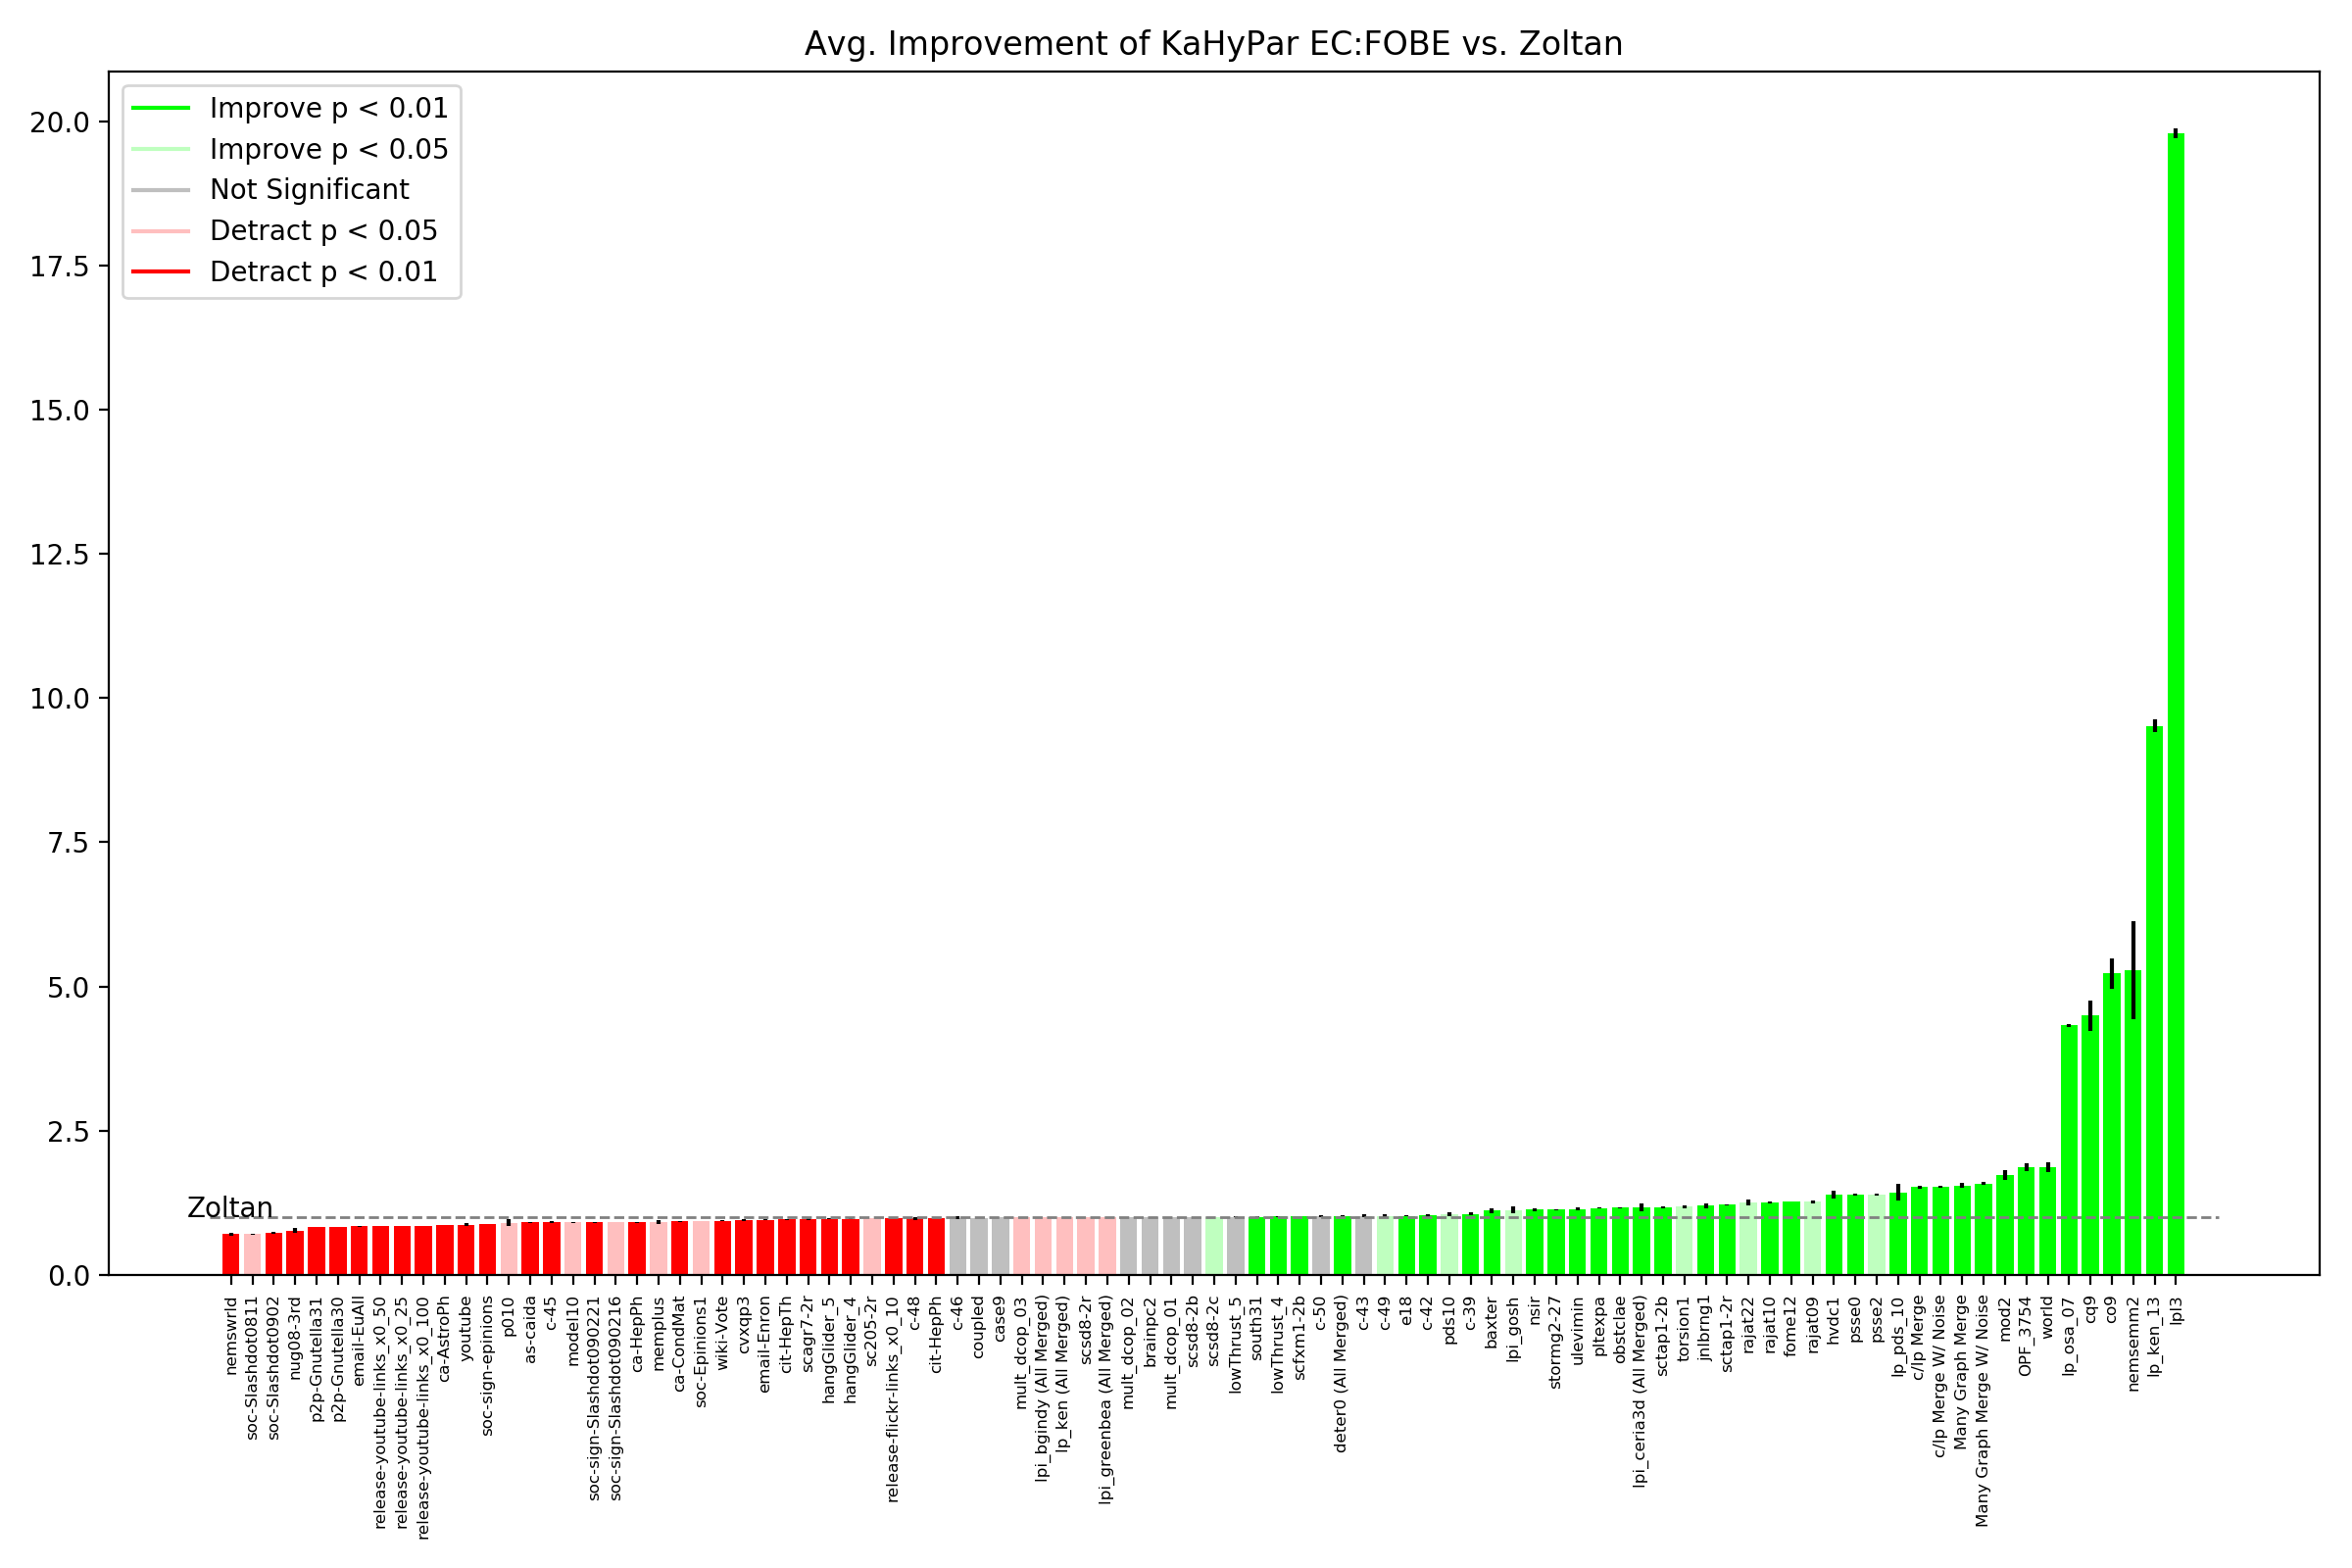 Avg. Improvement of KaHyPar EC:FOBE vs. Zoltan
Improve p < 0.01
Improve p < 0.05
Not Significant
Detract p < 0.05
Detract p < 0.01
20.0
17.5
15.0
12.5
10.0
7.5
5.0
2.5
0.0
Zoltan
nemswrld
soc-Slashdot0811
soc-Slashdot0902
nug08-3rd
p2p-Gnutella31
p2p-Gnutella30
email-EuAll
release-youtube-links_x0_50
release-youtube-links_x0_25
release-youtube-links_x0_100
ca-AstroPh
youtube
soc-sign-epinions
p010
as-caida
c-45
model10
soc-sign-Slashdot090221
soc-sign-Slashdot090216
ca-HepPh
memplus
ca-CondMat
soc-Epinions1
wiki-Vote
cvxqp3
email-Enron
cit-HepTh
scagr7-2r
hangGlider_5
hangGlider_4
sc205-2r
release-flickr-links_x0_10
c-48
cit-HepPh
c-46
coupled
case9
mult_dcop_03
lpi_bgindy (All Merged)
lp_ken (All Merged)
scsd8-2r
lpi_greenbea (All Merged)
mult_dcop_02
brainpc2
mult_dcop_01
scsd8-2b
scsd8-2c
lowThrust_5
south31
lowThrust_4
scfxm1-2b
c-50
deter0 (All Merged)
c-43
c-49
e18
c-42
pds10
c-39
baxter
lpi_gosh
nsir
stormg2-27
ulevimin
pltexpa
obstclae
lpi_ceria3d (All Merged)
sctap1-2b
torsion1
jnlbrng1
sctap1-2r
rajat22
rajat10
fome12
rajat09
hvdc1
psse0
psse2
lp_pds_10
c/lp Merge
c/lp Merge W/ Noise
Many Graph Merge
Many Graph Merge W/ Noise
mod2
OPF_3754
world
lp_osa_07
cq9
co9
nemsemm2
lp_ken_13
lpl3